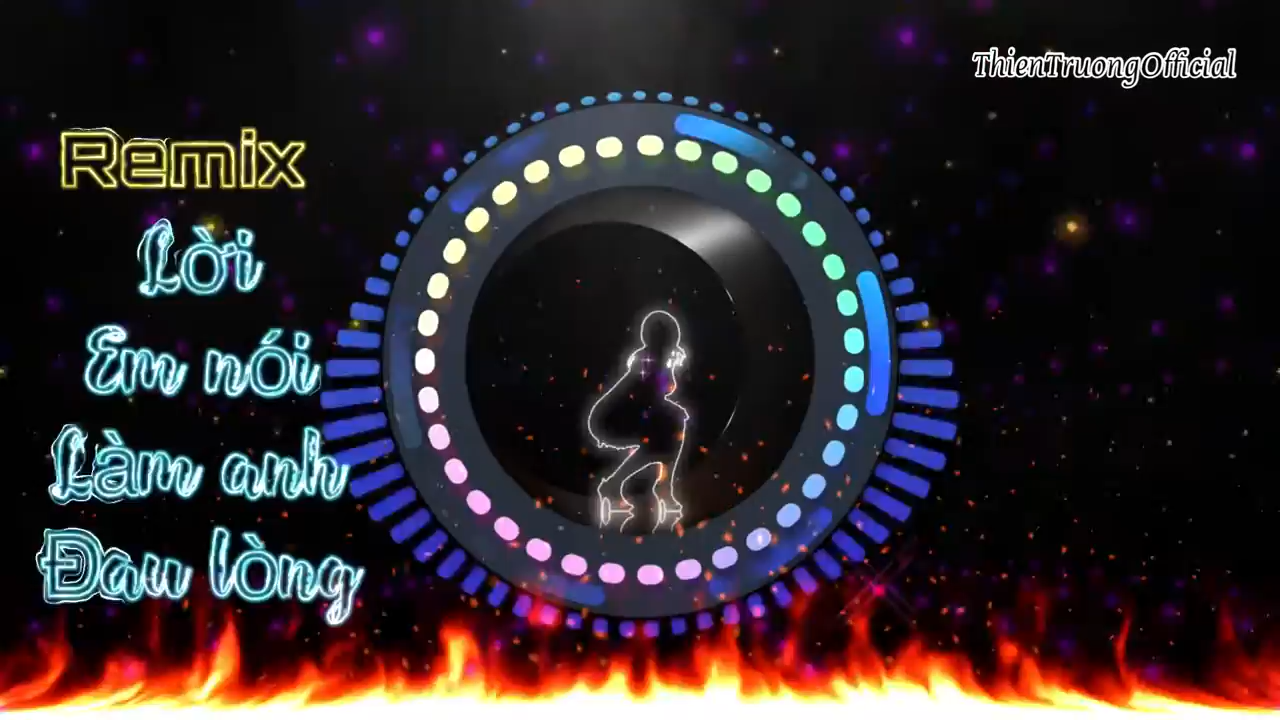 ThienTruongOfficial
Remix
Lời
Em nói
Làm anh
Đau lòng